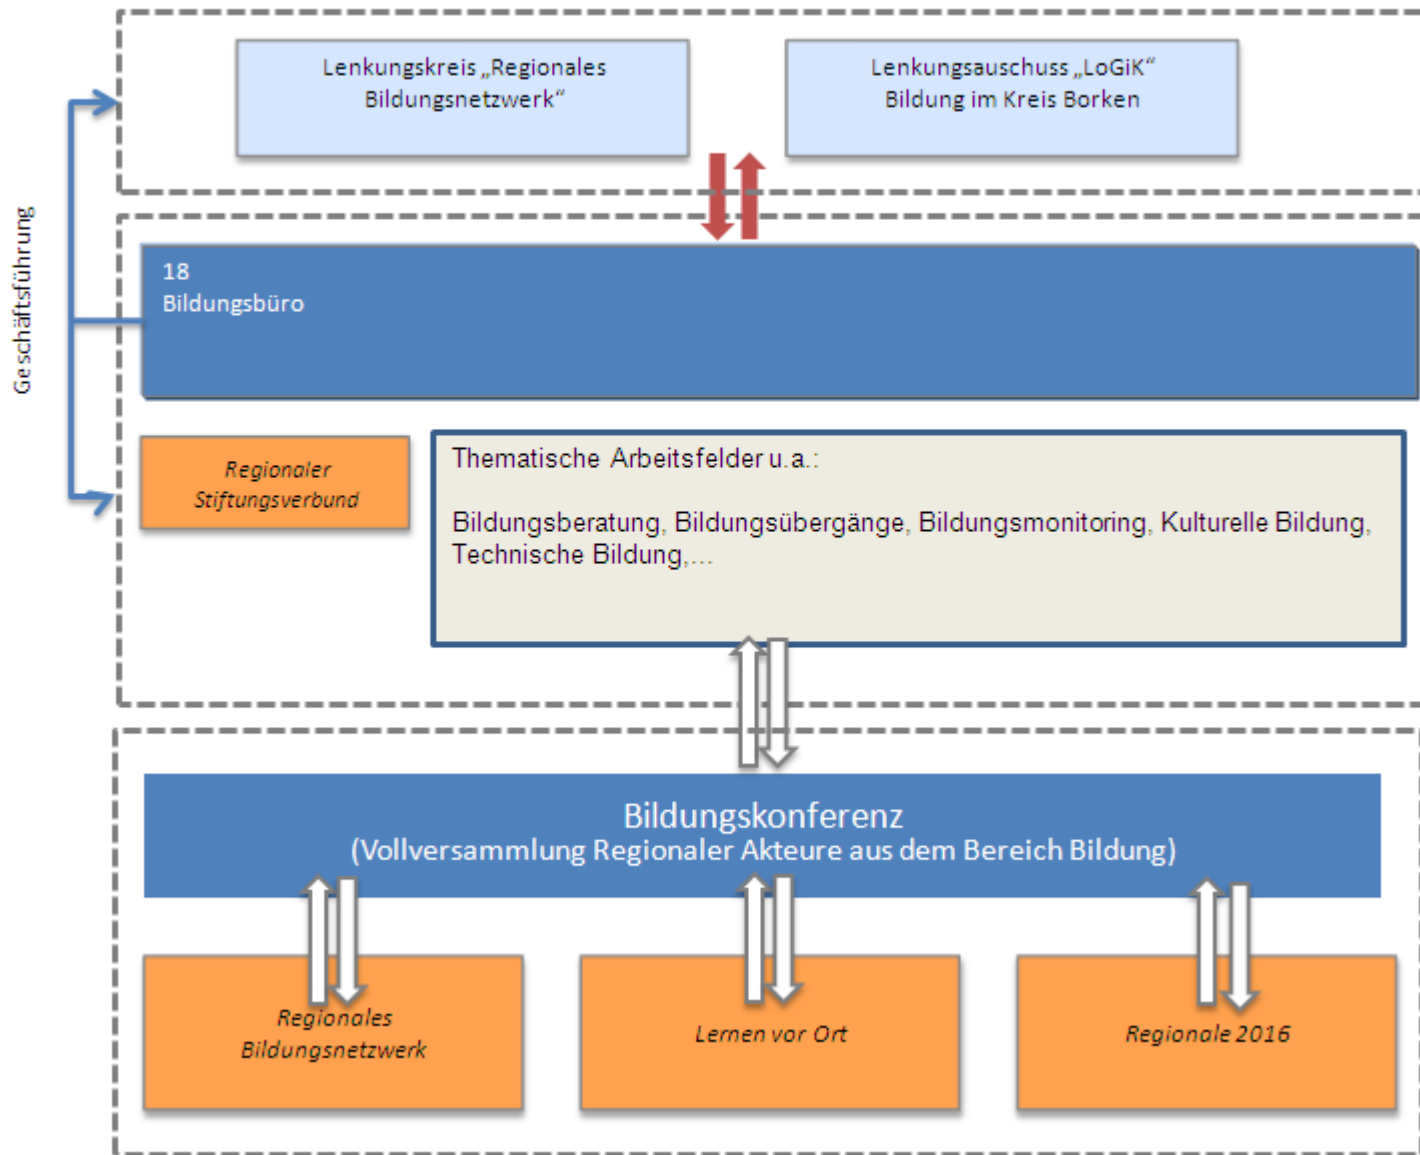 Lenkungskreis „Regionales
Bildungsnetzwerk“
Lenkungsauschuss „LoGiK“
Bildung im Kreis Borken
Geschäftsführung
18
Bildungsbüro
Regionaler
Stiftungsverbund
Thematische Arbeitsfelder u.a.:
Bildungsberatung, Bildungsübergänge, Bildungsmonitoring, Kulturelle Bildung,
Technische Bildung,...
Bildungskonferenz
(Vollversammlung Regionaler Akteure aus dem Bereich Bildung)
Regionales
Bildungsnetzwerk
Lernen vor Ort
Regionale 2016